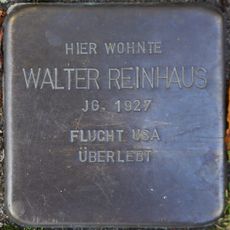 HIER WOHNTE
WALTER REINHAUS
JG. 1927
FLUCHT USA
ÜBERLEBT